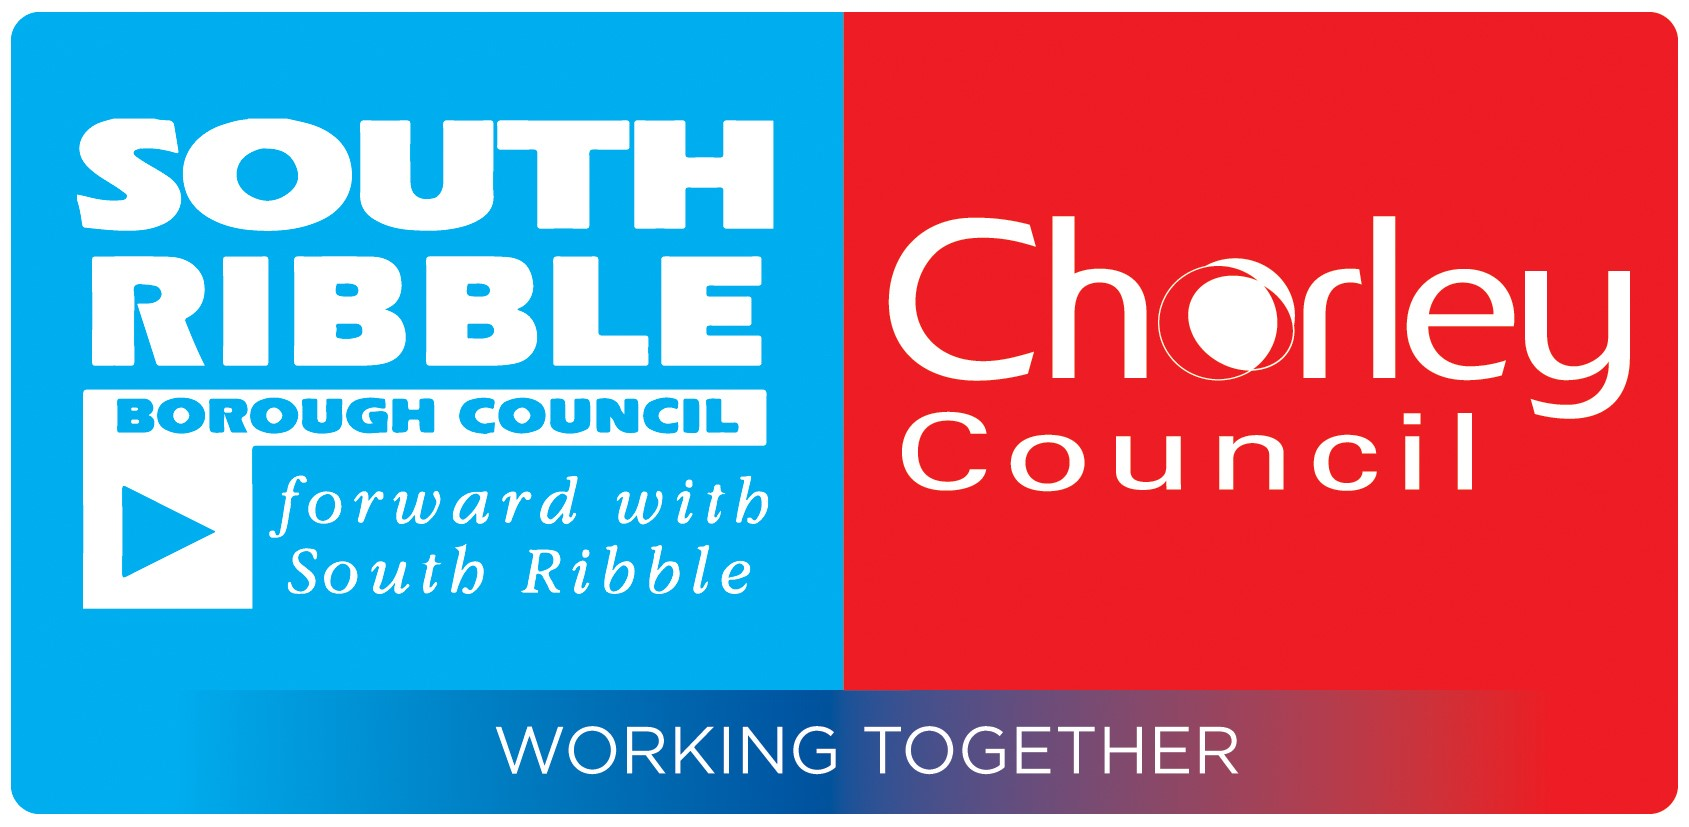 SOUTH
RIBBLE
BOROUGH COUNCIL
forward with
South Ribble
Chorley
Council
WORKING TOGETHER